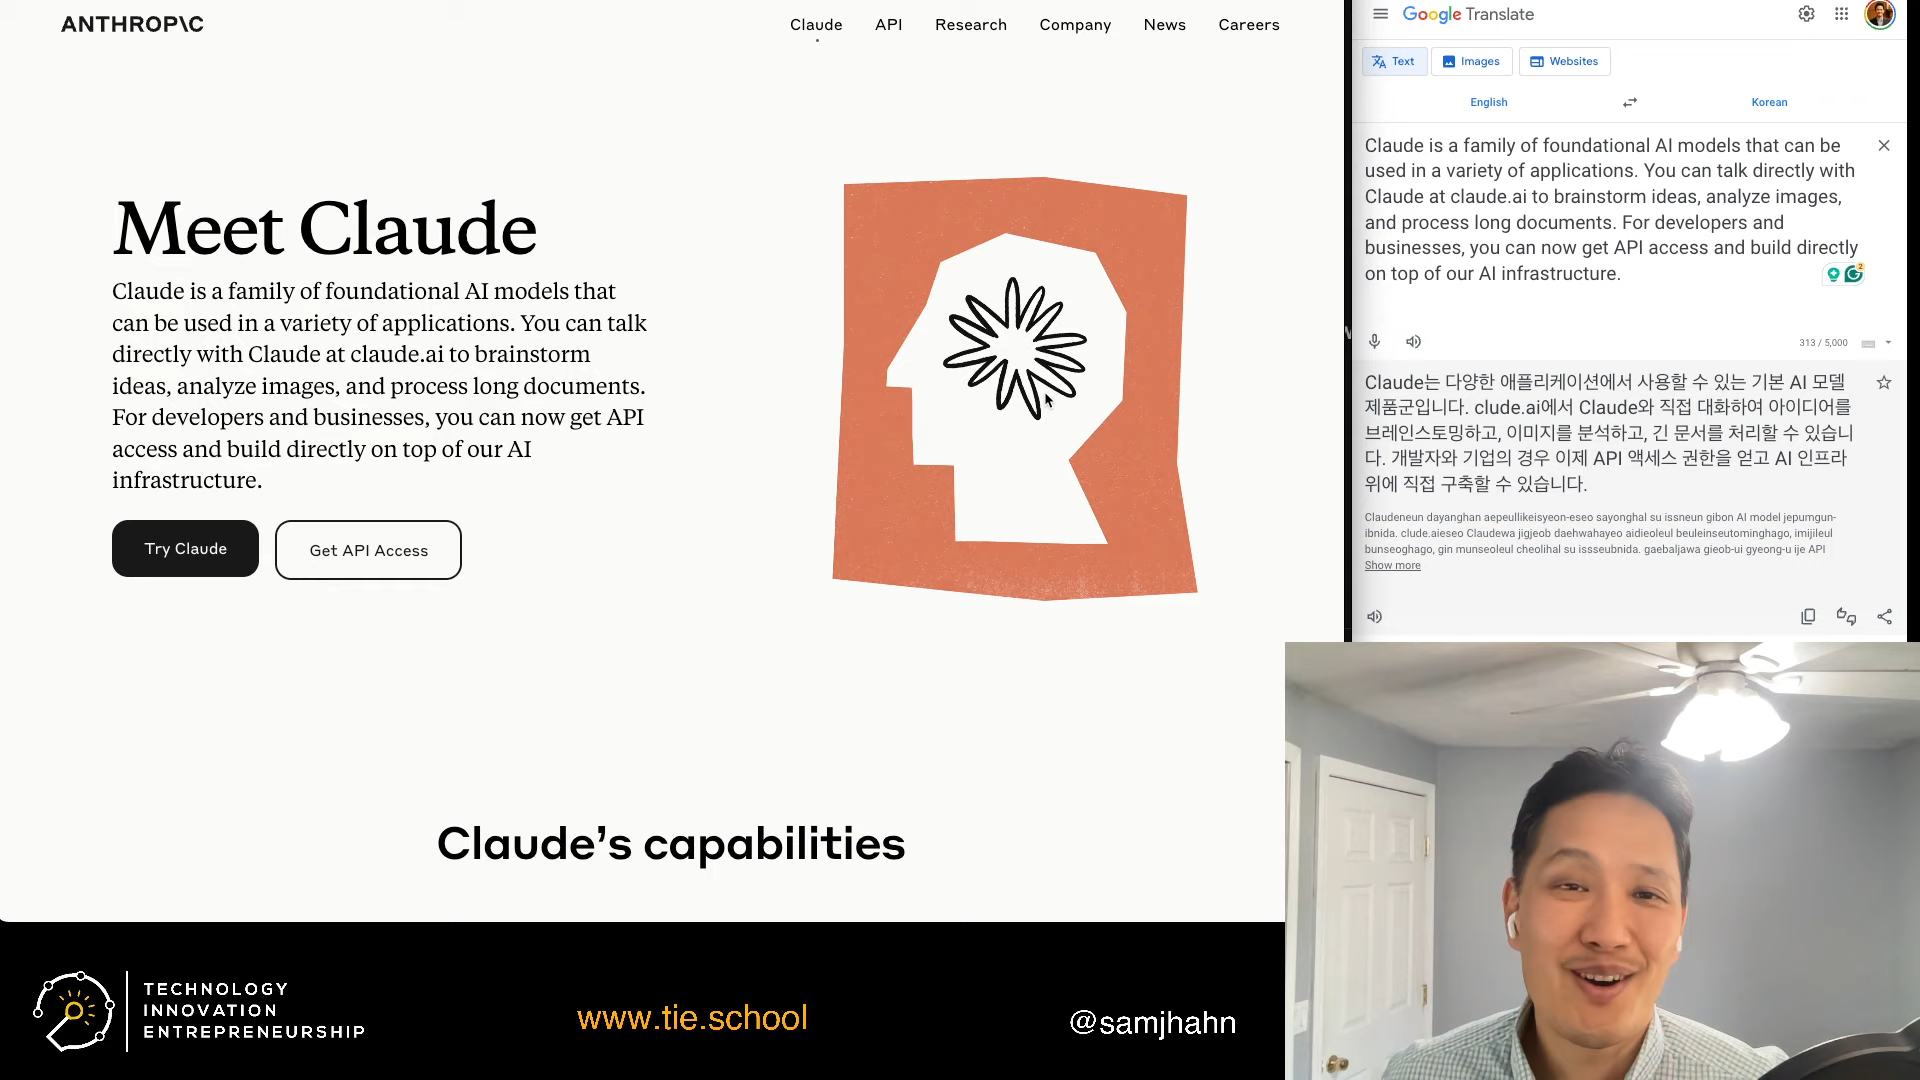 ANTHROP\C
Claude API Research Company News Careers
Meet Claude
Claude is a family of foundational AI models that
can be used in a variety of applications. You can talk
directly with Claude at claude.ai to brainstorm
ideas, analyze images, and process long documents.
For developers and businesses, you can now get API
access and build directly on top of our AI
infrastructure.
Try Claude
Get API Access
Claude’s capabilities
Google Translate
Text
Images
Websites
English
Korean
Claude is a family of foundational AI models that can be
used in a variety of applications. You can talk directly with
Claude at claude.ai to brainstorm ideas, analyze images,
and process long documents. For developers and
businesses, you can now get API access and build directly
on top of our AI infrastructure.
2
313 / 5,000
Claude는 다양한 애플리케이션에서 사용할 수 있는 기본 AI 모델
제품군입니다. clude.ai에서 Claude와 직접 대화하여 아이디어를
브레인스토밍하고, 이미지를 분석하고, 긴 문서를 처리할 수 있습니
다. 개발자와 기업의 경우 이제 API 액세스 권한을 얻고 AI 인프라
위에 직접 구축할 수 있습니다.
Claudeneun dayanghan aepeullikeisyeon-eseo sayonghal su issneun gibon AI model jepumgun-
ibnida. clude.aieseo Claudewa jigjeob daehwahayeo aidieoleul beuleinseutominghago, imijileul
bunseoghago, gin munseoleul cheolihal su issseubnida. gaebaljawa gieob-ui gyeong-u ije API
Show more
TECHNOLOGY
INNOVATION
ENTREPRENEURSHIP
www.tie.school
@samjhahn